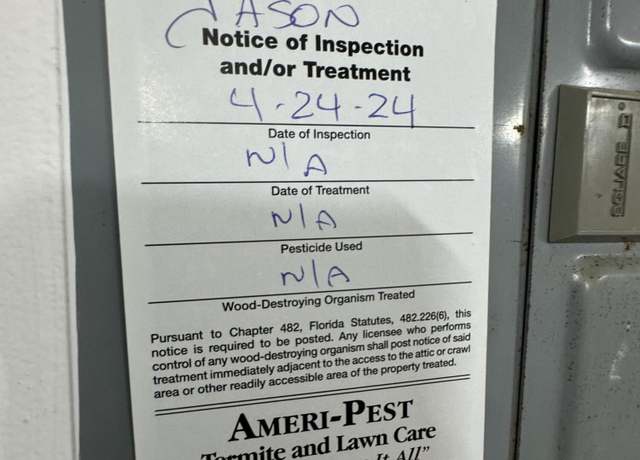 JASON
Notice of Inspection
and/or Treatment
4-24-24
Date of Inspection
N/A
Date of Treatment
N/A
Pesticide Used
N/A
Wood-Destroying Organism Treated
Pursuant to Chapter 482, Florida Statutes, 482.226(6), this
notice is required to be posted. Any licensee who performs
control of any wood-destroying organism shall post notice of said
treatment immediately adjacent to the access to the attic or crawl
area or other readily accessible area of the property treated.
AMERI-PEST
Termite and Lawn Care
It All"
SQUARE D